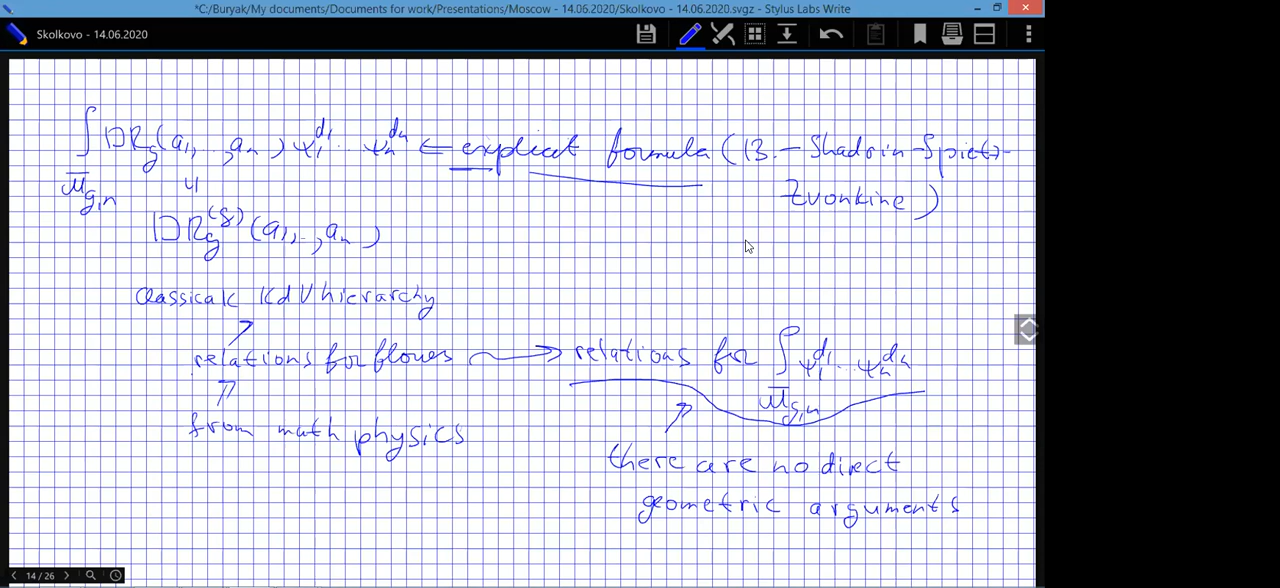 *C:/Buryak/My documents/Documents for work/Presentations/Moscow - 14.06.2020/Skolkovo - 14.06.2020.svgz - Stylus Labs Write
Skolkovo - 14.06.2020
∫_{M̅_{g,n}} DR_g(a_1,..,a_n) ψ_1^{d_1} ... ψ_n^{d_n} ← explicit formula (B.-Shadrin-Spietz-
Zvonkine)
DR_g^{(g)}(a_1,..,a_n)
classical KdV hierarchy
relations for flows ⟿ relations for ∫_{M̅_{g,n}} ψ_1^{d_1} ... ψ_n^{d_n}
from math physics
there are no direct
geometric arguments
14 / 26